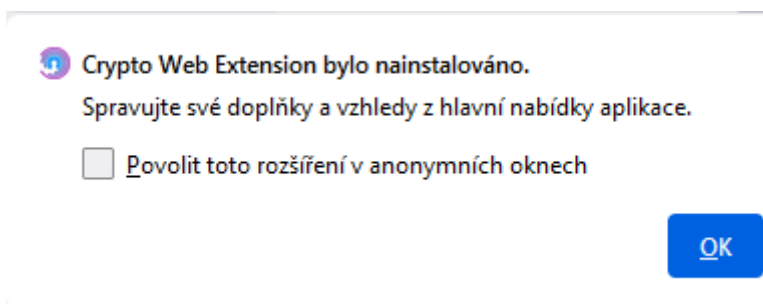 Crypto Web Extension bylo nainstalováno.
Spravujte své doplňky a vzhledy z hlavní nabídky aplikace.
Povolit toto rozšíření v anonymních oknech
OK